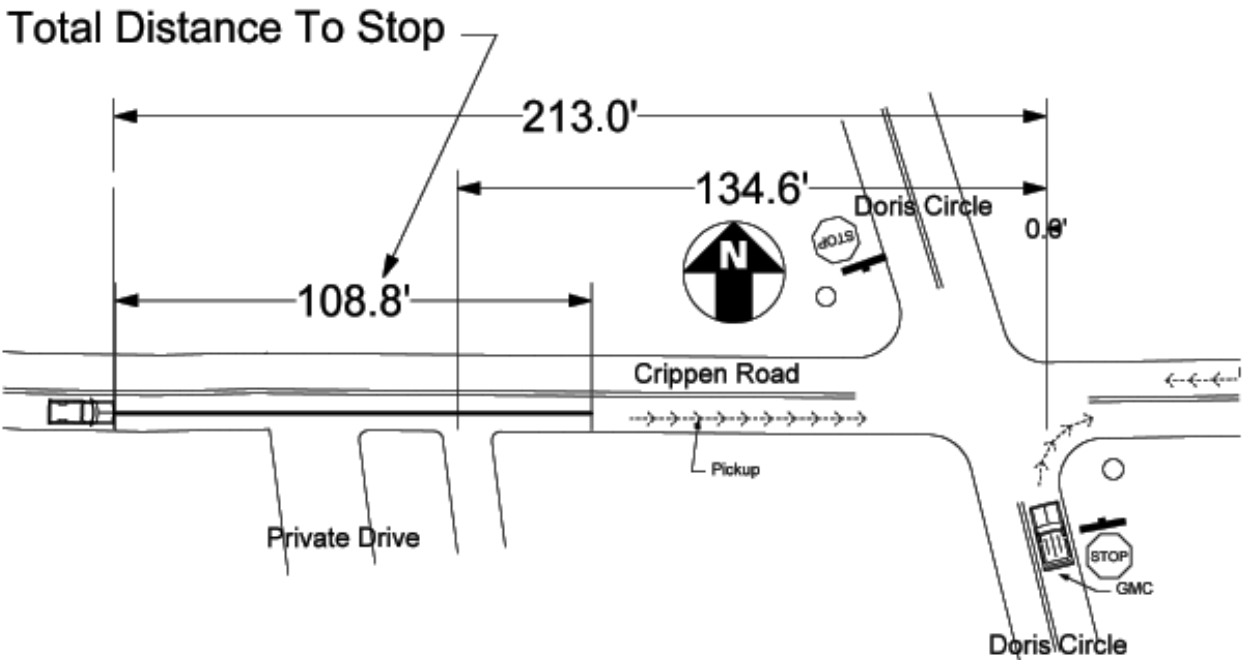 Total Distance To Stop
213.0'
134.6'
Doris Circle
STOP
N
108.8'
Crippen Road
Pickup
Private Drive
STOP
GMC
Doris Circle